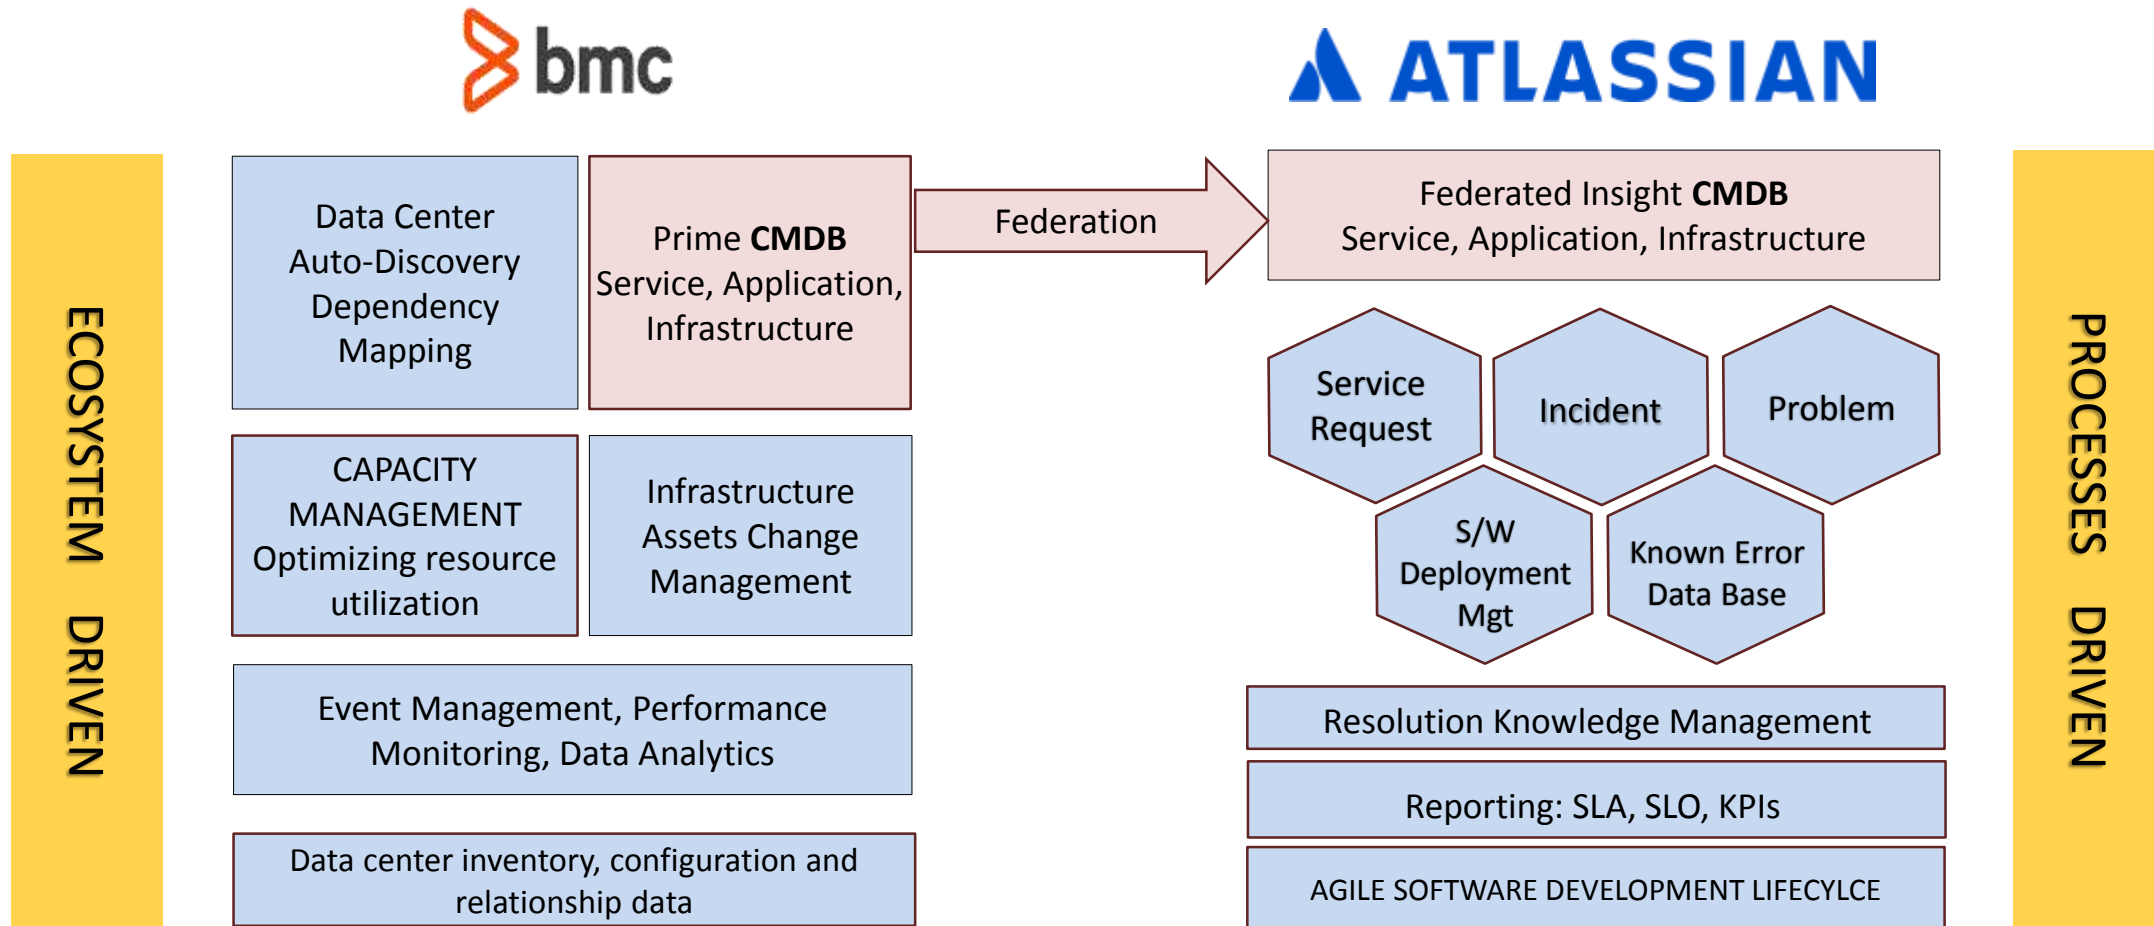 bmc
ATLASSIAN
ECOSYSTEM DRIVEN
Data Center
Auto-Discovery
Dependency
Mapping
Prime CMDB
Service, Application,
Infrastructure
Federation
Federated Insight CMDB
Service, Application, Infrastructure
CAPACITY
MANAGEMENT
Optimizing resource
utilization
Infrastructure
Assets Change
Management
Event Management, Performance
Monitoring, Data Analytics
Data center inventory, configuration and
relationship data
Service
Request
Incident
Problem
S/W
Deployment
Mgt
Known Error
Data Base
Resolution Knowledge Management
Reporting: SLA, SLO, KPIs
AGILE SOFTWARE DEVELOPMENT LIFECYLCE
PROCESSES DRIVEN